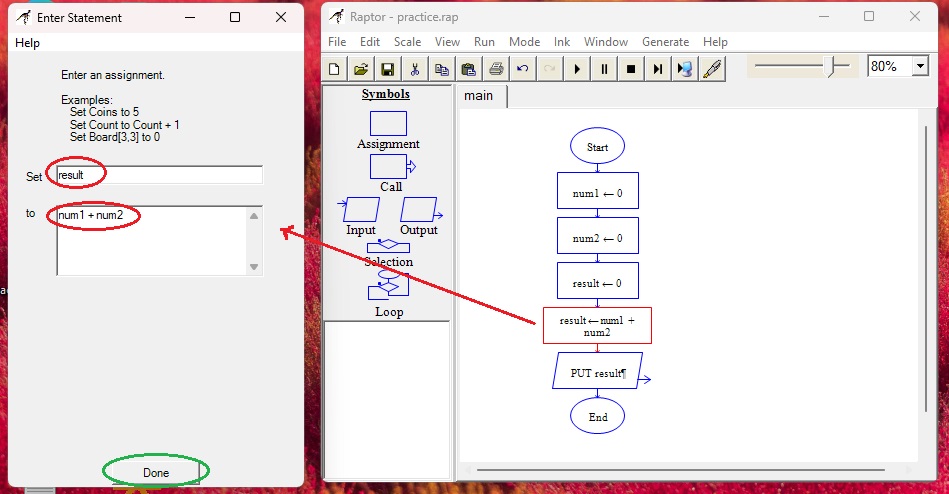 Enter Statement
Help
Enter an assignment.
Examples:
Set Coins to 5
Set Count to Count + 1
Set Board[3,3] to 0
Set
result
to
num1 + num2
Done
Raptor - practice.rap
File Edit Scale View Run Mode Ink Window Generate Help
80%
Symbols
Assignment
Call
Input Output
Selection
Loop
main
Start
num1 ← 0
num2 ← 0
result ← 0
result ← num1 +
num2
PUT result¶
End